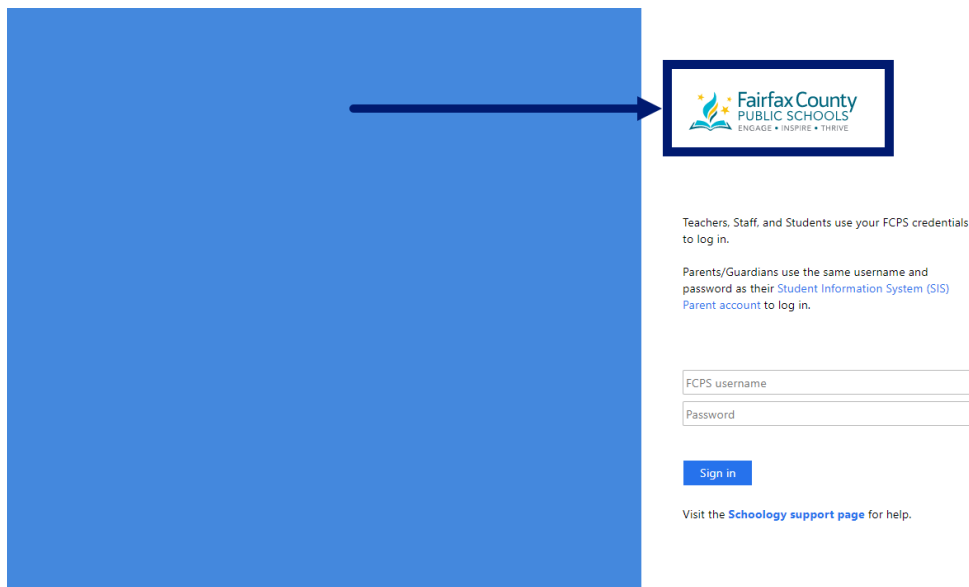 Fairfax County
PUBLIC SCHOOLS
ENGAGE • INSPIRE • THRIVE
Teachers, Staff, and Students use your FCPS credentials
to log in.
Parents/Guardians use the same username and
password as their Student Information System (SIS)
Parent account to log in.
FCPS username
Password
Sign in
Visit the Schoology support page for help.